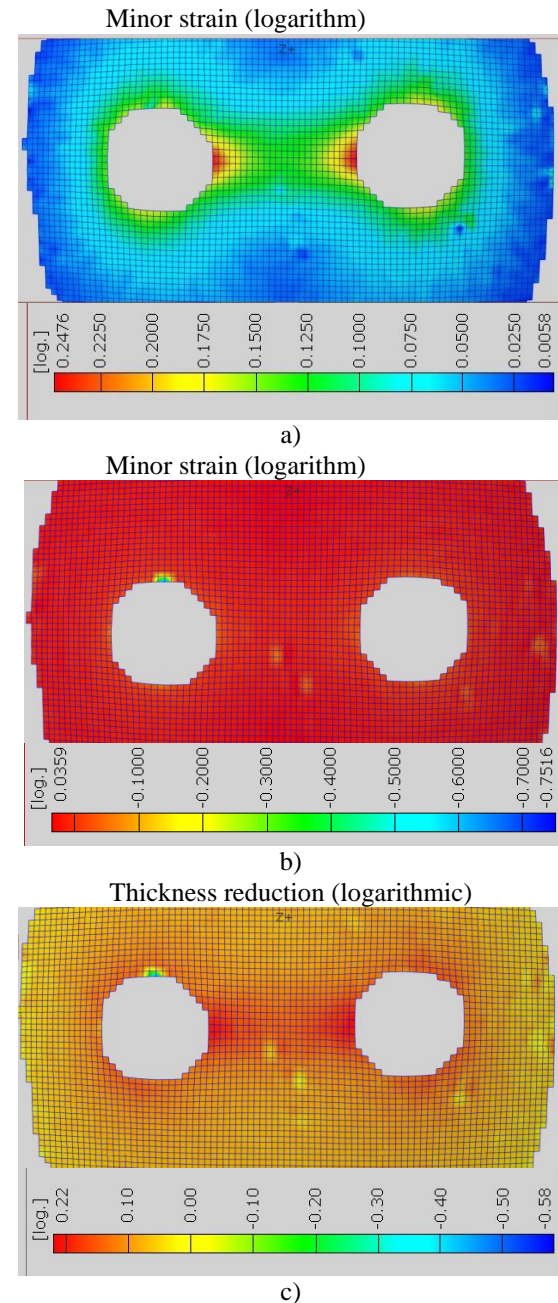 Minor strain (logarithm)
Z+
[log.]
0.2476
0.2250
0.2000
0.1750
0.1500
0.1250
0.1000
0.0750
0.0500
0.0250
0.0058
a)
Minor strain (logarithm)
Z+
[log.]
0.0359
-0.1000
-0.2000
-0.3000
-0.4000
-0.5000
-0.6000
-0.7000
-0.7516
b)
Thickness reduction (logarithmic)
Z+
[log.]
0.22
0.10
0.00
-0.10
-0.20
-0.30
-0.40
-0.50
-0.58
c)